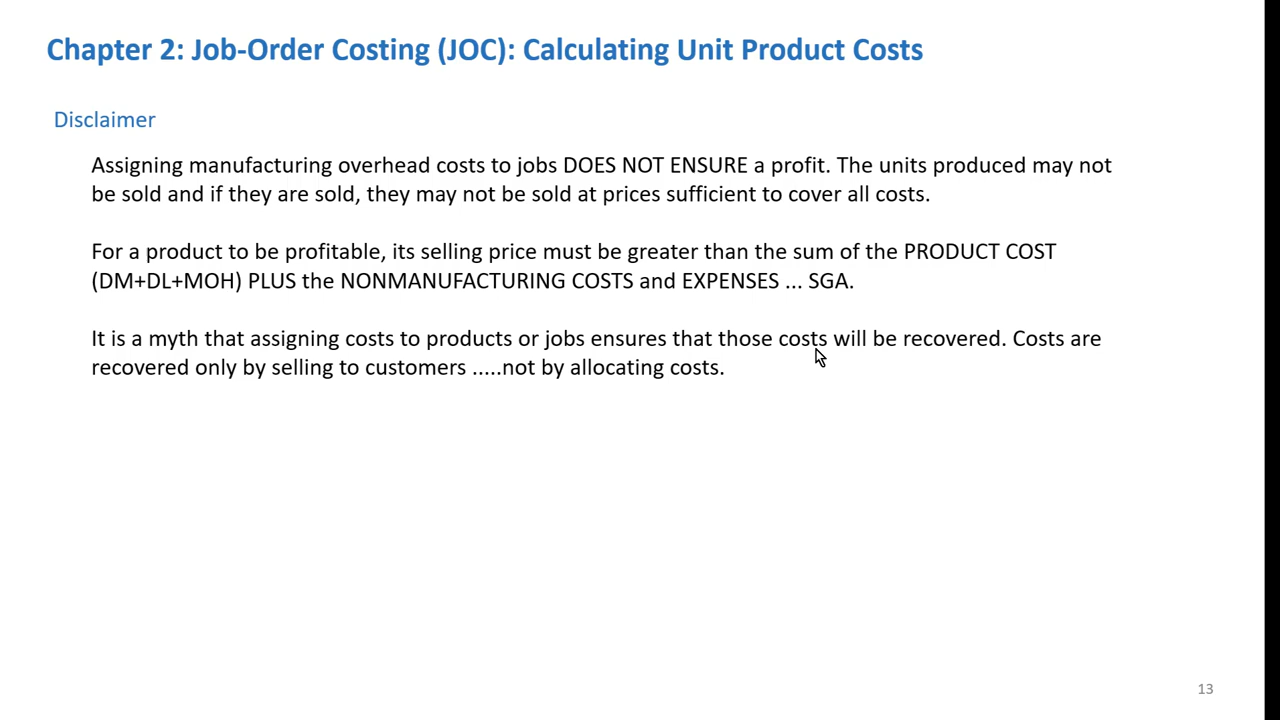 Chapter 2: Job-Order Costing (JOC): Calculating Unit Product Costs
Disclaimer
Assigning manufacturing overhead costs to jobs DOES NOT ENSURE a profit. The units produced may not
be sold and if they are sold, they may not be sold at prices sufficient to cover all costs.
For a product to be profitable, its selling price must be greater than the sum of the PRODUCT COST
(DM+DL+MOH) PLUS the NONMANUFACTURING COSTS and EXPENSES ... SGA.
It is a myth that assigning costs to products or jobs ensures that those costs will be recovered. Costs are
recovered only by selling to customers .....not by allocating costs.
13